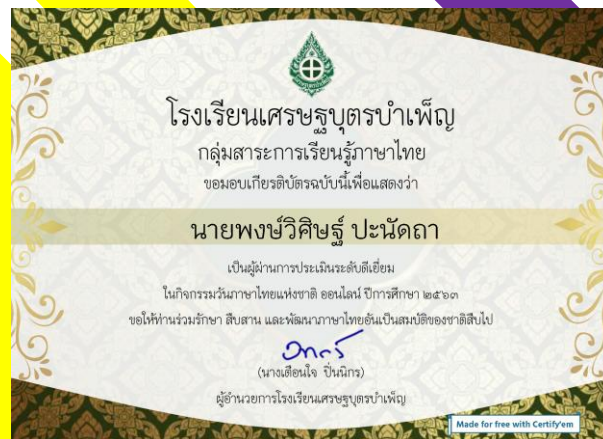 โรงเรียนเศรษฐบุตรบำเพ็ญ
กลุ่มสาระการเรียนรู้ภาษาไทย
ขอมอบเกียรติบัตรฉบับนี้เพื่อแสดงว่า
นายพงษ์วิศิษฐ์ ปะนัดถา
เป็นผู้ผ่านการประเมินระดับดีเยี่ยม
ในกิจกรรมวันภาษาไทยแห่งชาติ ออนไลน์ ปีการศึกษา ๒๕๖๓
ขอให้ท่านร่วมรักษา สืบสาน และพัฒนาภาษาไทยอันเป็นสมบัติของชาติสืบไป
(นางเตือนใจ ปิ่นนิกร)
ผู้อำนวยการโรงเรียนเศรษฐบุตรบำเพ็ญ
Made for free with Certify'em